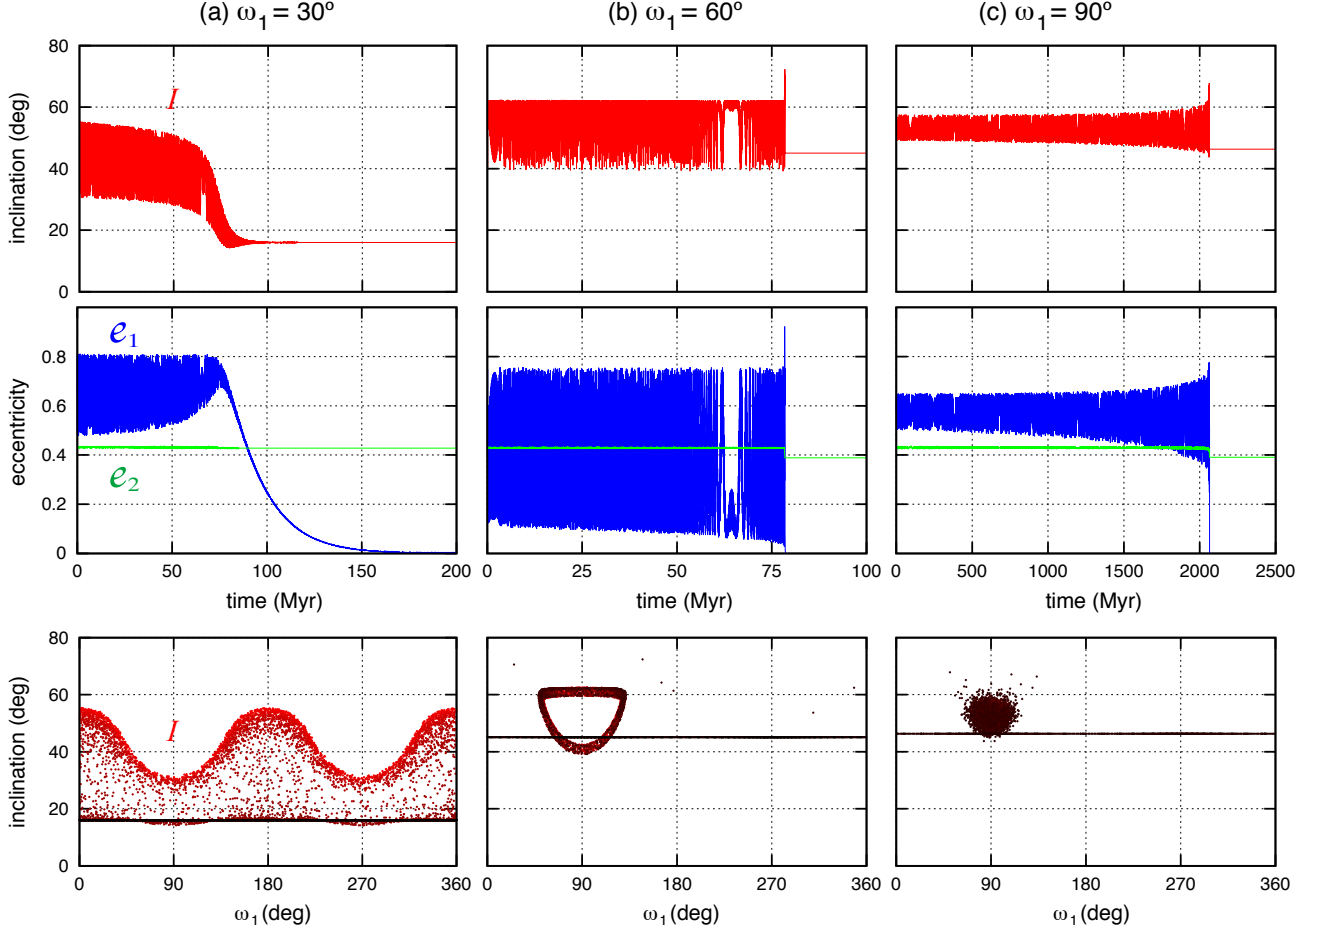 (a) ω1 = 30º (b) ω1 = 60º (c) ω1 = 90º
80
60
40
20
0
inclination (deg)
I
0.8
0.6
0.4
0.2
0
eccentricity
e1
e2
0 50 100 150 200 0 25 50 75 100 0 500 1000 1500 2000 2500
time (Myr) time (Myr) time (Myr)
80
60
40
20
0
inclination (deg)
I
0 90 180 270 360 0 90 180 270 360 0 90 180 270 360
ω1 (deg) ω1 (deg) ω1 (deg)